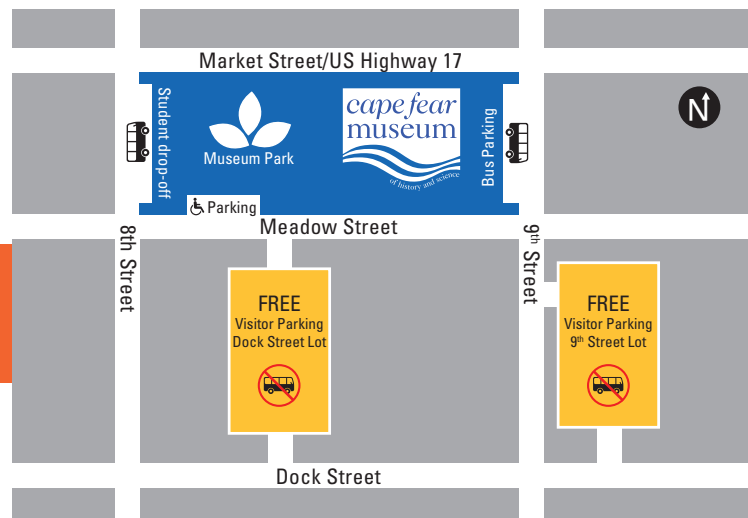 Market Street/US Highway 17
Student drop-off
Museum Park
cape fear
museum
of history and science
Bus Parking
N
Parking
Meadow Street
8th Street
9th Street
FREE
Visitor Parking
Dock Street Lot
FREE
Visitor Parking
9th Street Lot
Dock Street